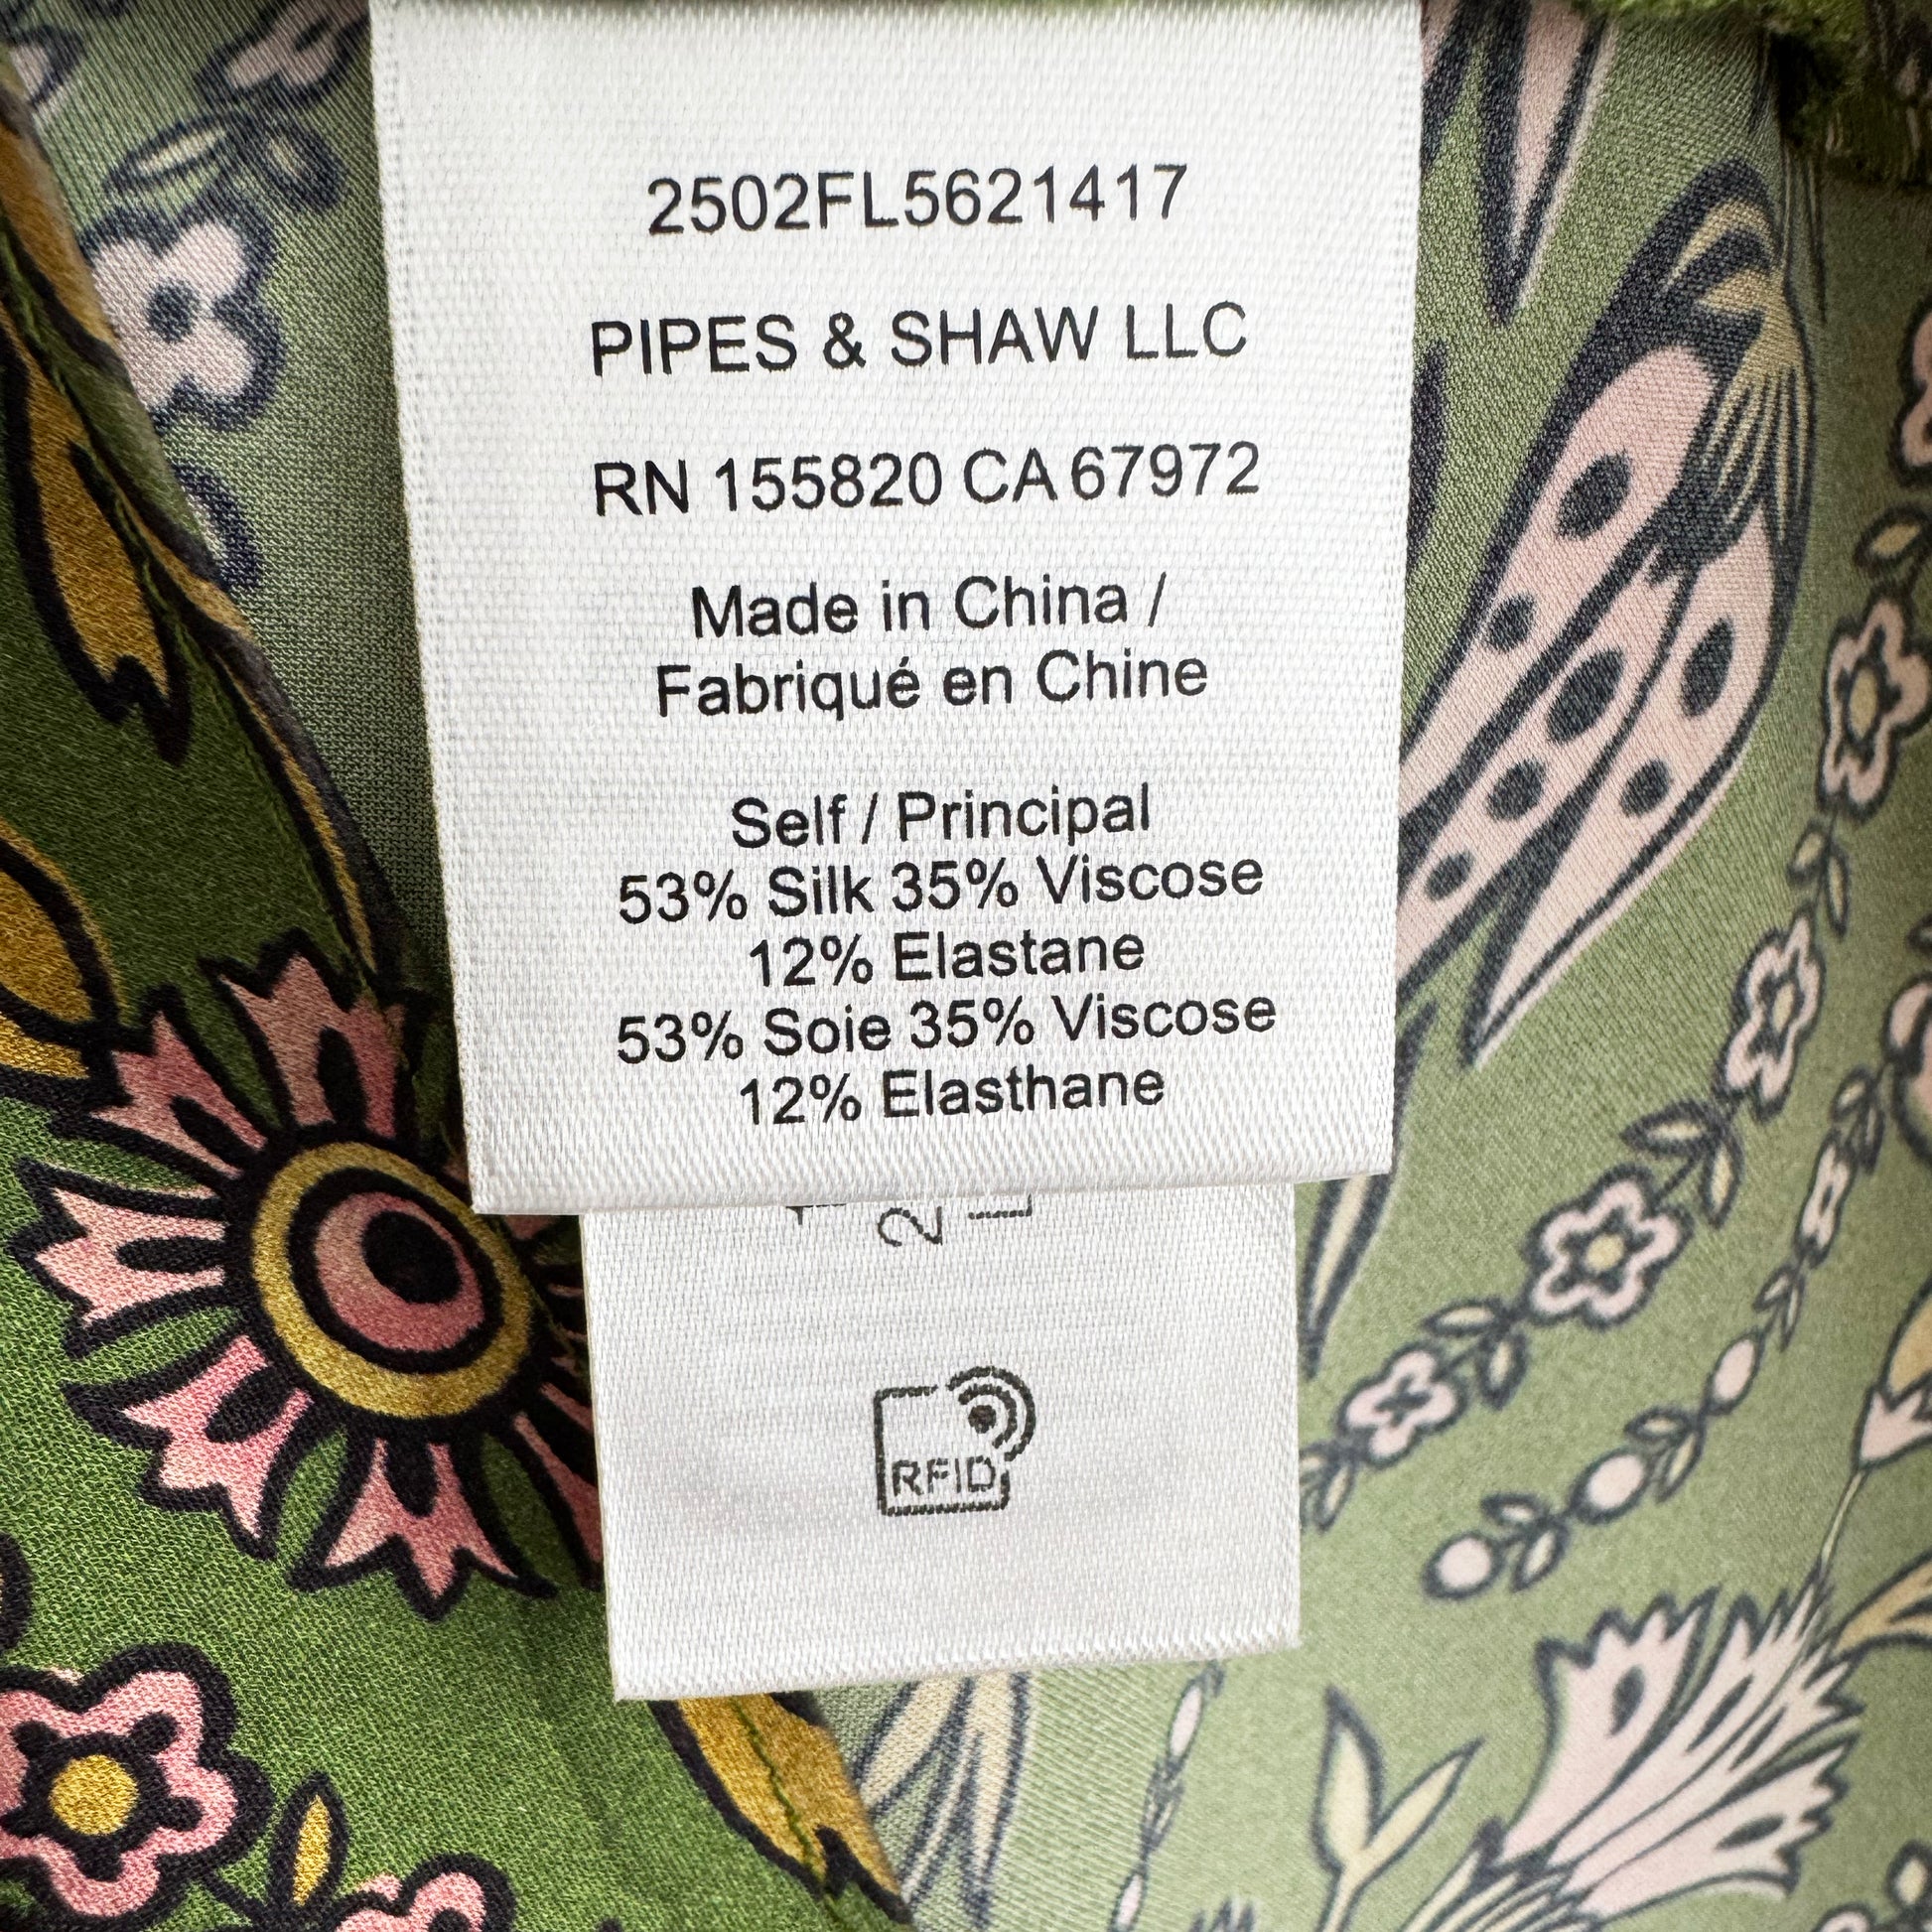 2502FL5621417
PIPES & SHAW LLC
RN 155820 CA 67972
Made in China /
Fabriqué en Chine
Self / Principal
53% Silk 35% Viscose
12% Elastane
53% Soie 35% Viscose
12% Elasthane
2
RFID